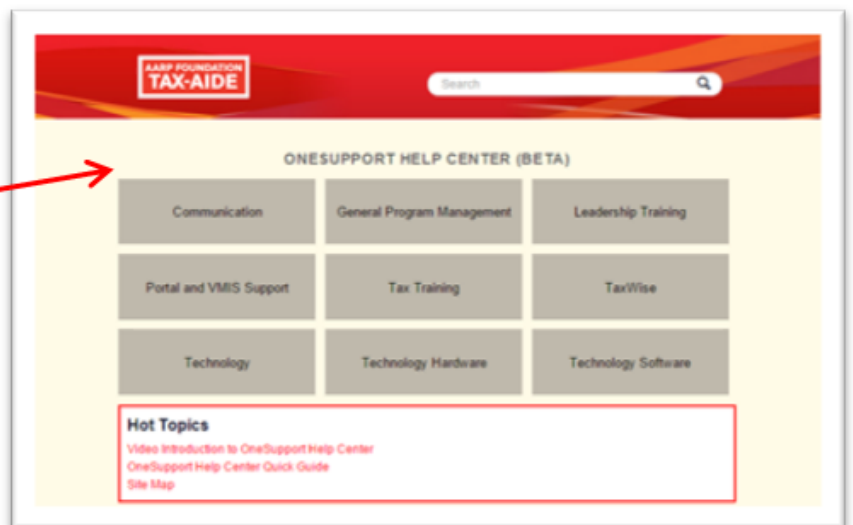 AARP FOUNDATION
TAX-AIDE
Search
ONESUPPORT HELP CENTER (BETA)
Communication
General Program Management
Leadership Training
Portal and VMIS Support
Tax Training
TaxWise
Technology
Technology Hardware
Technology Software
Hot Topics
Video Introduction to OneSupport Help Center
OneSupport Help Center Quick Guide
Site Map